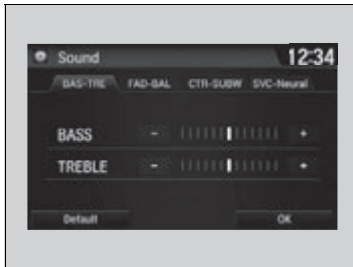 Sound 12:34
BAS-TRE FAD-BAL CTR-SUBW SVC-Neural
BASS - +
TREBLE - +
Default OK